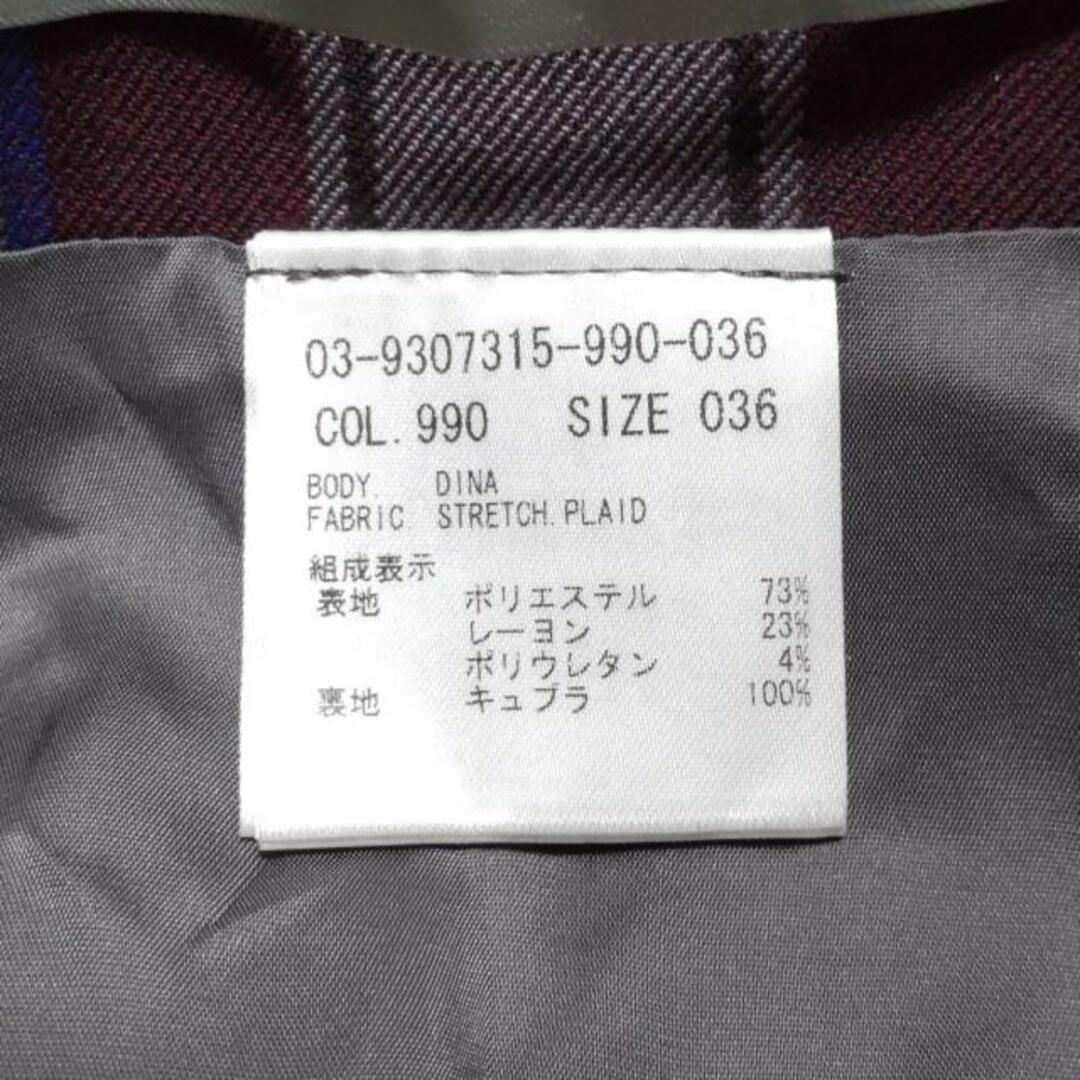 03-9307315-990-036
COL. 990 SIZE 036
BODY. DINA
FABRIC. STRETCH.PLAID
組成表示
表地 ポリエステル 73%
レーヨン 23%
ポリウレタン 4%
裏地 キュプラ 100%